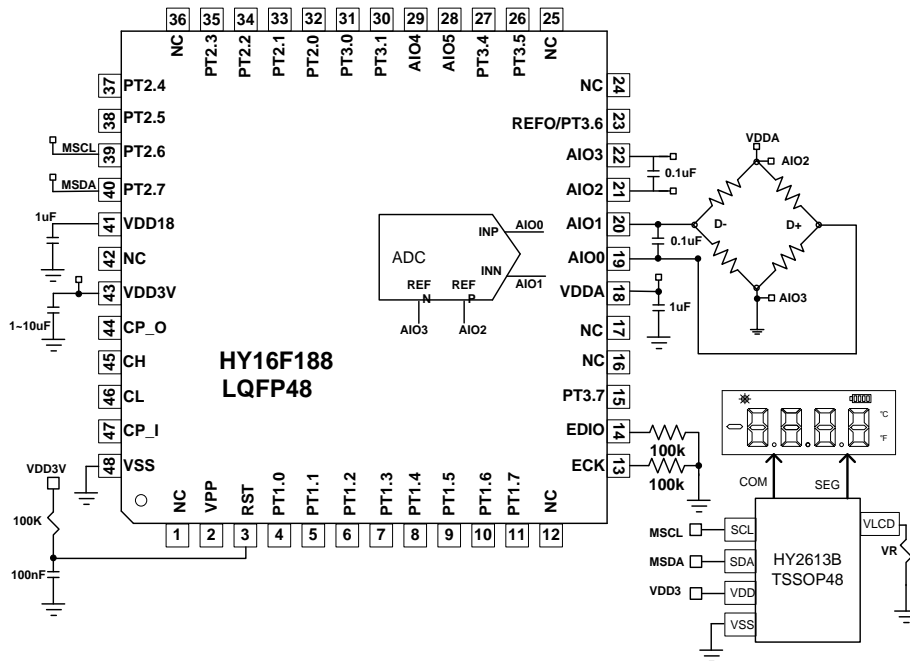 36 35 34 33 32 31 30 29 28 27 26 25
NC PT2.3 PT2.2 PT2.1 PT2.0 PT3.0 PT3.1 AIO4 AIO5 PT3.4 PT3.5 NC
37 PT2.4
38 PT2.5
MSCL 39 PT2.6
MSDA 40 PT2.7
1uF 41 VDD18
42 NC
43 VDD3V
1~10uF 44 CP_O
45 CH
46 CL
47 CP_I
48 VSS
NC 24
REFO/PT3.6 23
AIO3 22
0.1uF
AIO2 21
AIO1 20
0.1uF
AIO0 19
VDDA 18
1uF
NC 17
NC 16
PT3.7 15
EDIO 14
100k
ECK 13
100k
VDDA
AIO2
D- D+
AIO3
ADC
INP AIO0
INN AIO1
REF N
REF P
AIO3 AIO2
HY16F188
LQFP48
VDD3V
100K
100nF
NC VPP RST PT1.0 PT1.1 PT1.2 PT1.3 PT1.4 PT1.5 PT1.6 PT1.7 NC
1 2 3 4 5 6 7 8 9 10 11 12
-8.8.8.8
°C
°F
COM SEG
MSCL SCL
MSDA SDA
VDD3 VDD
VSS
HY2613B
TSSOP48
VLCD
VR